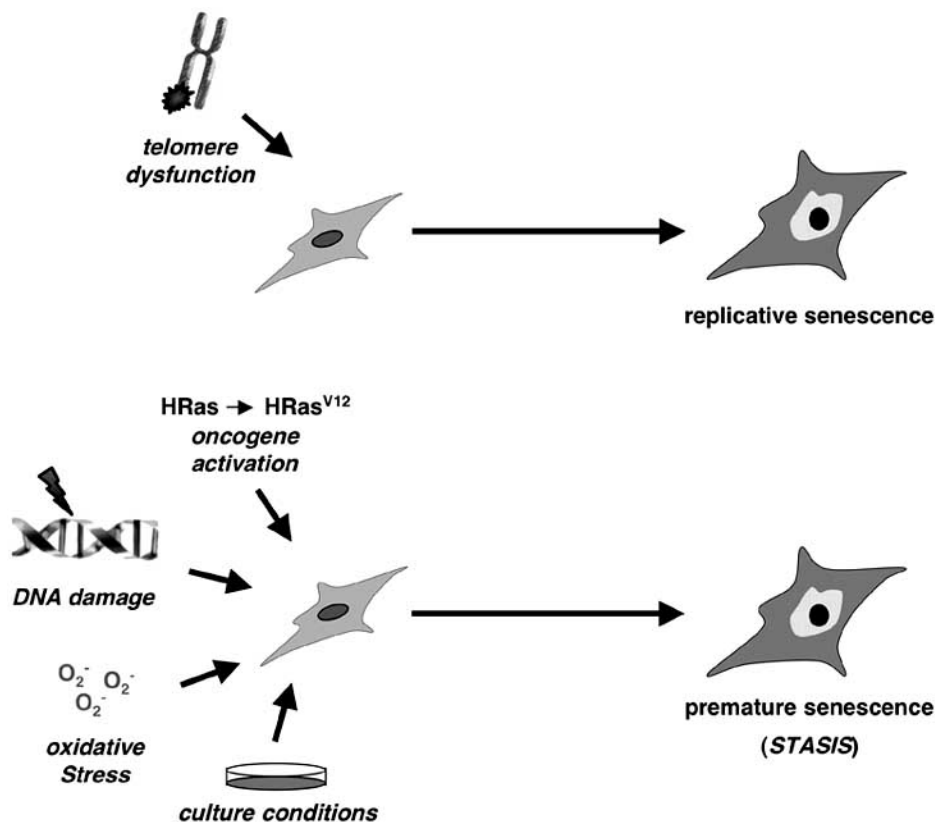 telomere
dysfunction
replicative senescence
HRas → HRasV12
oncogene
activation
DNA damage
O2- O2-
O2-
oxidative
Stress
culture conditions
premature senescence
(STASIS)